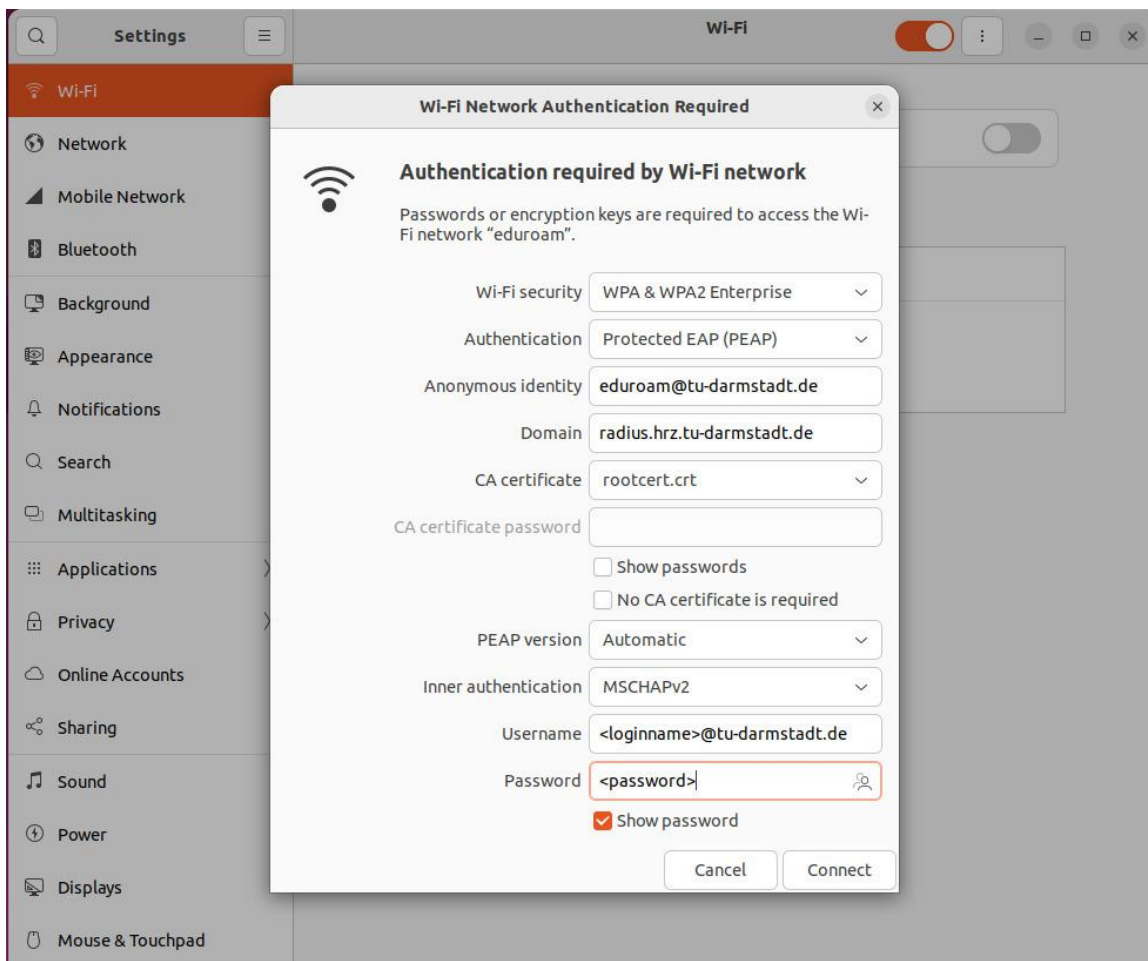 Settings
Wi-Fi
Wi-Fi
Network
Mobile Network
Bluetooth
Background
Appearance
Notifications
Search
Multitasking
Applications
Privacy
Online Accounts
Sharing
Sound
Power
Displays
Mouse & Touchpad
Wi-Fi Network Authentication Required
Authentication required by Wi-Fi network
Passwords or encryption keys are required to access the Wi-
Fi network “eduroam”.
Wi-Fi security WPA & WPA2 Enterprise
Authentication Protected EAP (PEAP)
Anonymous identity eduroam@tu-darmstadt.de
Domain radius.hrz.tu-darmstadt.de
CA certificate rootcert.crt
CA certificate password
Show passwords
No CA certificate is required
PEAP version Automatic
Inner authentication MSCHAPv2
Username <loginname>@tu-darmstadt.de
Password <password>
Show password
Cancel Connect